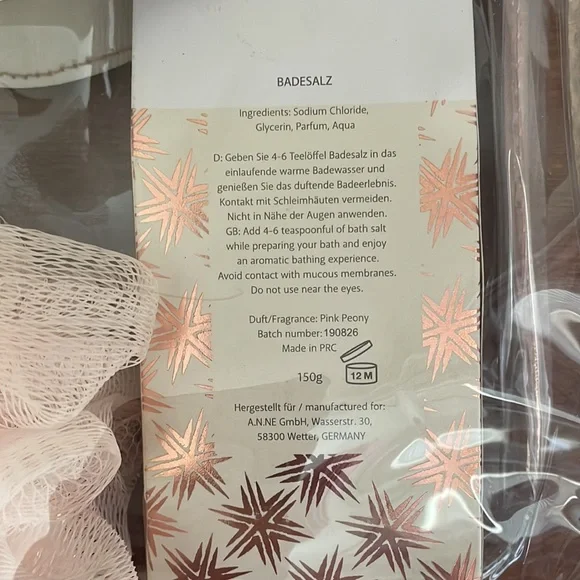 BADESALZ
Ingredients: Sodium Chloride,
Glycerin, Parfum, Aqua
D: Geben Sie 4-6 Teelöffel Badesalz in das
einlaufende warme Badewasser und
genießen Sie das duftende Badeerlebnis.
Kontakt mit Schleimhäuten vermeiden.
Nicht in Nähe der Augen anwenden.
GB: Add 4-6 teaspoonful of bath salt
while preparing your bath and enjoy
an aromatic bathing experience.
Avoid contact with mucous membranes.
Do not use near the eyes.
Duft/Fragrance: Pink Peony
Batch number: 190826
Made in PRC
150g
12 M
Hergestellt für / manufactured for:
A.N.NE GmbH, Wasserstr. 30,
58300 Wetter, GERMANY